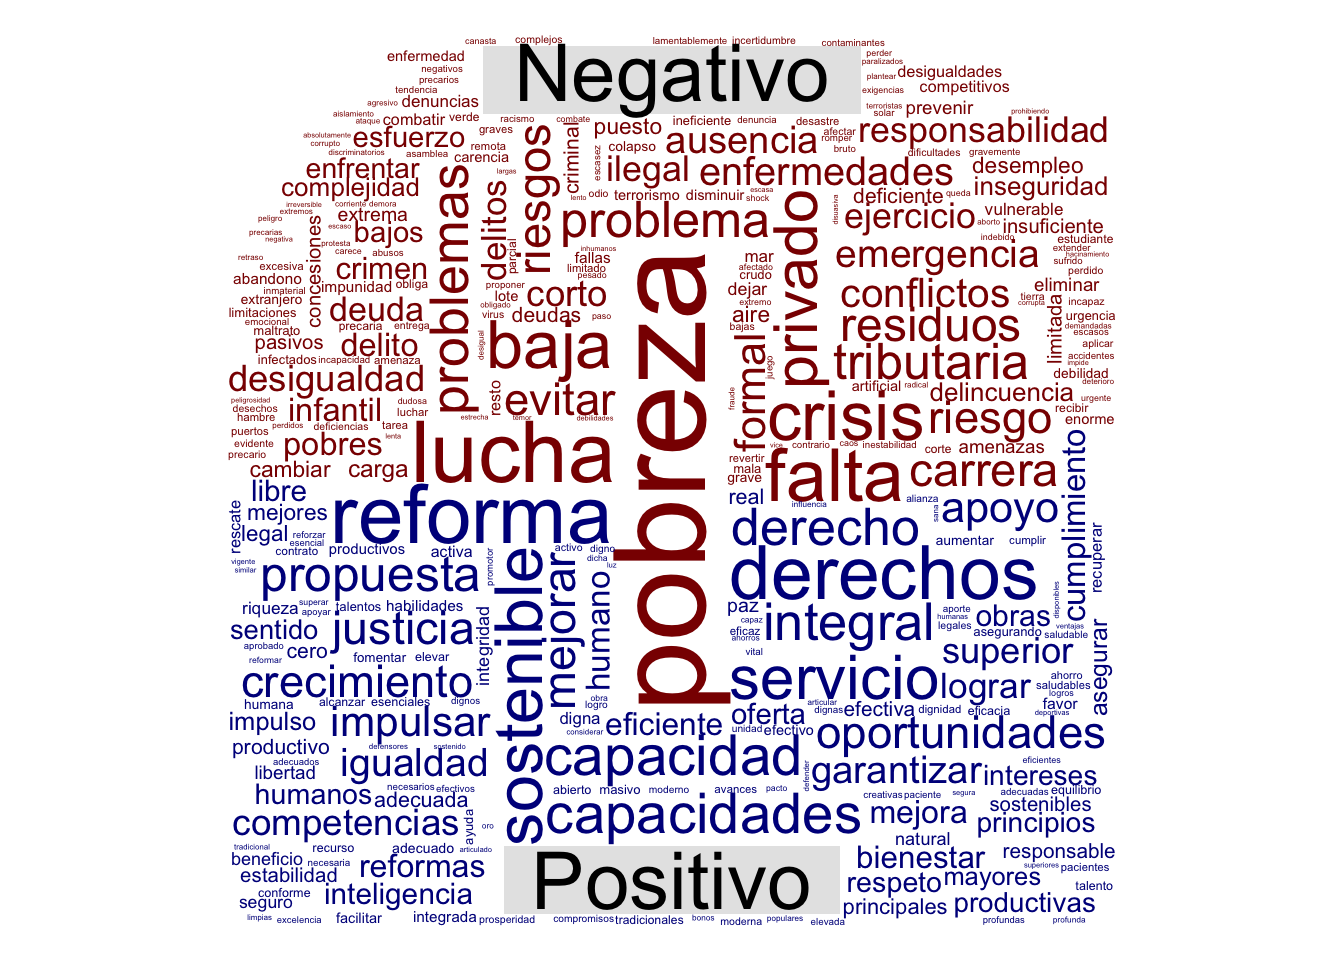 canasta complejos lamentablemente incertidumbre contaminantes
Negativo
enfermedad perder
paralizados
negativos plantear desigualdades
precarios competitivos
tendencia exigencias
agresivo denuncias terroristas prevenir
solar prohibiendo
aislamiento combatir verde racismo combate ineficiente denuncia desastre
ataque graves puesto afectar responsabilidad
absolutamente esfuerzo remota criminal colapso ausencia romper
corrupto bruto dificultades gravemente
discriminatorios asamblea carencia escasez
enfrentar largas riesgos ilegal enfermedades desempleo
complejidad problemas delitos lento odio terrorismo disminuir escasa shock deficiente queda inseguridad
irreversible corriente demora
extremos extrema problema privado disuasiva ejercicio aborto vulnerable
peligro escaso bajos insuficiente
precarias protesta parcial indebido estudiante
negativa concesiones carece abusos inhumanos mar emergencia extender
retraso crimen fallas hacinamiento
excesiva limitado afectado sufrido
abandono impunidad obliga proponer pesado crudo perdido
inmaterial lote corto dejar conflictos tierra eliminar
extranjero deuda obligado extremo corrupta incapaz
limitaciones virus deudas paso aire residuos limitada urgencia
emocional precaria entrega bajas demandadas
maltrato escasos
pasivos delito desigual baja pobreza formal tributaria aplicar
infectados incapacidad amenaza juego accidentes
impide
desigualdad resto evitar artificial radical delincuencia debilidad
deterioro
peligrosidad dudosa fraude urgente
desechos infantil luchar crisis riesgo recibir
hambre estrecha temor debilidades enorme
puertos perdidos deficiencias tarea
evidente pobres lenta lucha vice contrario caos inestabilidad
precario revertir corte amenazas
cambiar carga mala falta carrera
grave
libre reforma real influencia alianza apoyo cumplimiento
rescate mejores sana
legal reforzar derecho
esencial aumentar cumplir recuperar
vigente contrato productivos activa promotor activo digno
similar dicha
propuesta sostenible mejorar luz derechos
humano disponibles
riqueza superar talentos habilidades paz aporte
apoyar capaz integral humanas obras
sentido justicia integridad eficaz legales asegurando ventajas
aprobado cero ahorros saludable asegurar
reformar fomentar elevar vital superior
crecimiento servicio lograr ahorro
saludables
humana alcanzar esenciales dignos obra articular logros
logro dignas efectiva dignidad eficacia favor
impulso impulsar digna eficiente oferta deportivas
considerar unidad efectivo oportunidades
productivo defensores sostenido
adecuados igualdad capacidad eficientes
libertad defender garantizar intereses
humanos necesarios efectivos abierto masivo moderno avances pacto creativas paciente segura adecuadas equilibrio
adecuada sostenibles
competencias ayuda oro capacidades mejora principios
natural
tradicional recurso adecuado articulado bienestar responsable
beneficio necesaria reformas superiores pacientes
estabilidad Positivo respeto mayores talento
conforme inteligencia
seguro principales productivas
limpias excelencia facilitar integrada prosperidad compromisos tradicionales bonos moderna populares elevada profundas profunda